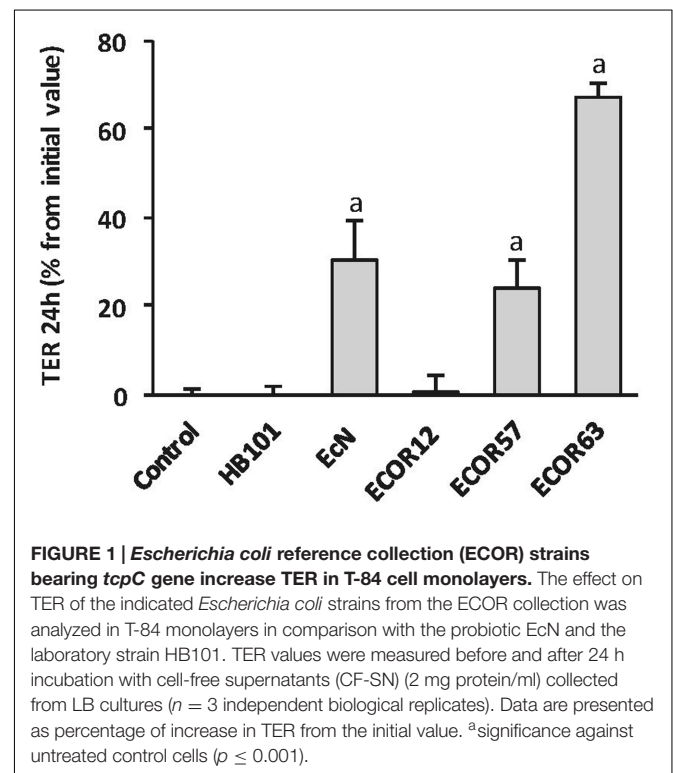 80
60
40
20
0
TER 24h (% from initial value)
a
a
a
Control
HB101
EcN
ECOR12
ECOR57
ECOR63
FIGURE 1 | Escherichia coli reference collection (ECOR) strains
bearing tcpC gene increase TER in T-84 cell monolayers. The effect on
TER of the indicated Escherichia coli strains from the ECOR collection was
analyzed in T-84 monolayers in comparison with the probiotic EcN and the
laboratory strain HB101. TER values were measured before and after 24 h
incubation with cell-free supernatants (CF-SN) (2 mg protein/ml) collected
from LB cultures (n = 3 independent biological replicates). Data are presented
as percentage of increase in TER from the initial value. ᵃsignificance against
untreated control cells (p ≤ 0.001).